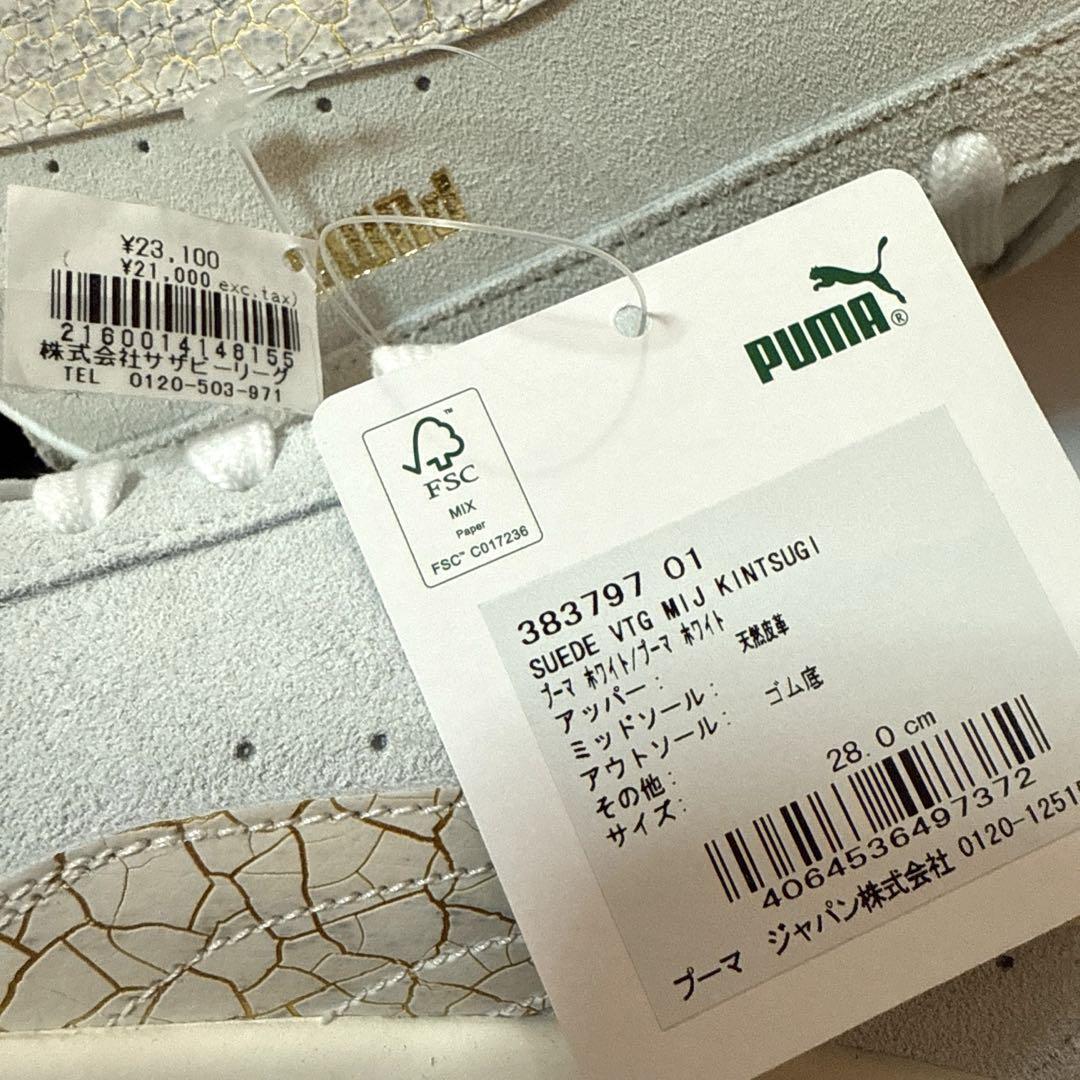 ¥23,100
( ¥21,000 exc.tax)
2160014148155
株式会社サザビーリーグ
TEL 0120-503-971
PUMA
PUMA®
FSC™
MIX
Paper
FSC™ C017236
383797 01
SUEDE VTG MIJ KINTSUGI
プーマ ホワイト/プーマ ホワイト
アッパー: 天然皮革
ミッドソール:
アウトソール: ゴム底
その他:
サイズ: 28.0 cm
4064536497372
プーマ ジャパン株式会社 0120-1251